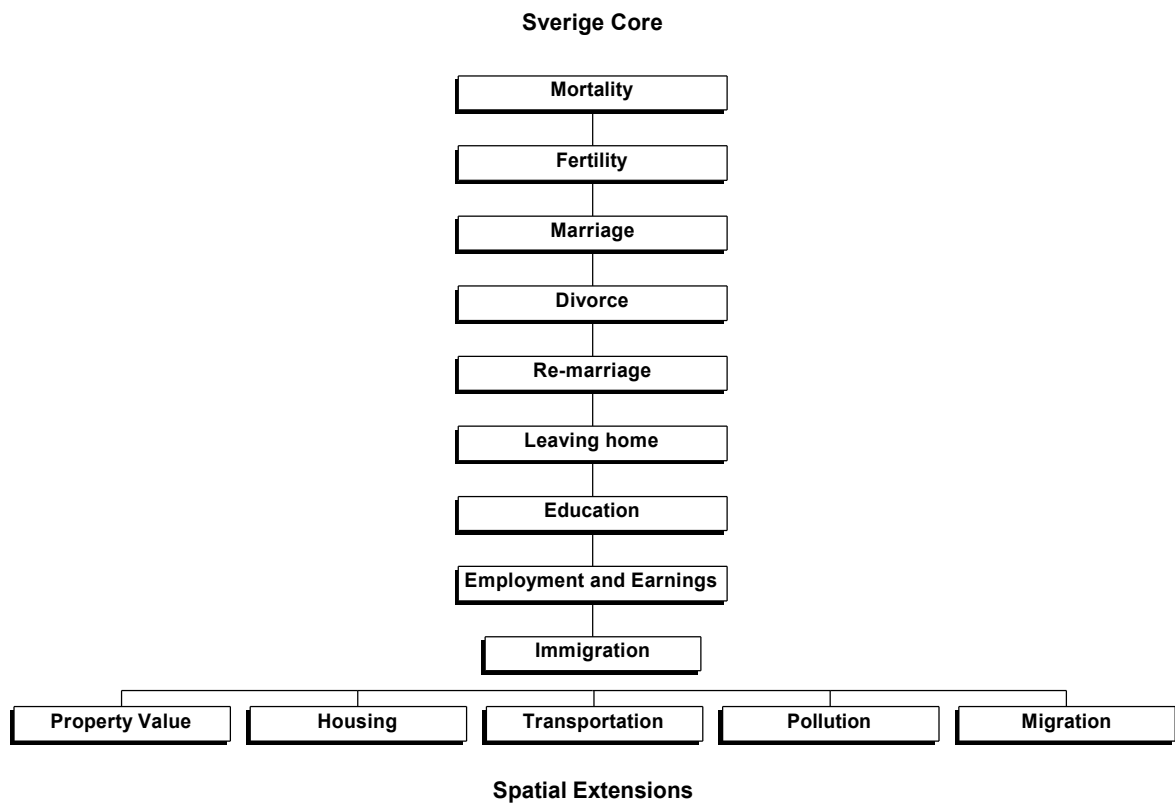 Sverige Core
Mortality
Fertility
Marriage
Divorce
Re-marriage
Leaving home
Education
Employment and Earnings
Immigration
Property Value
Housing
Transportation
Pollution
Migration
Spatial Extensions